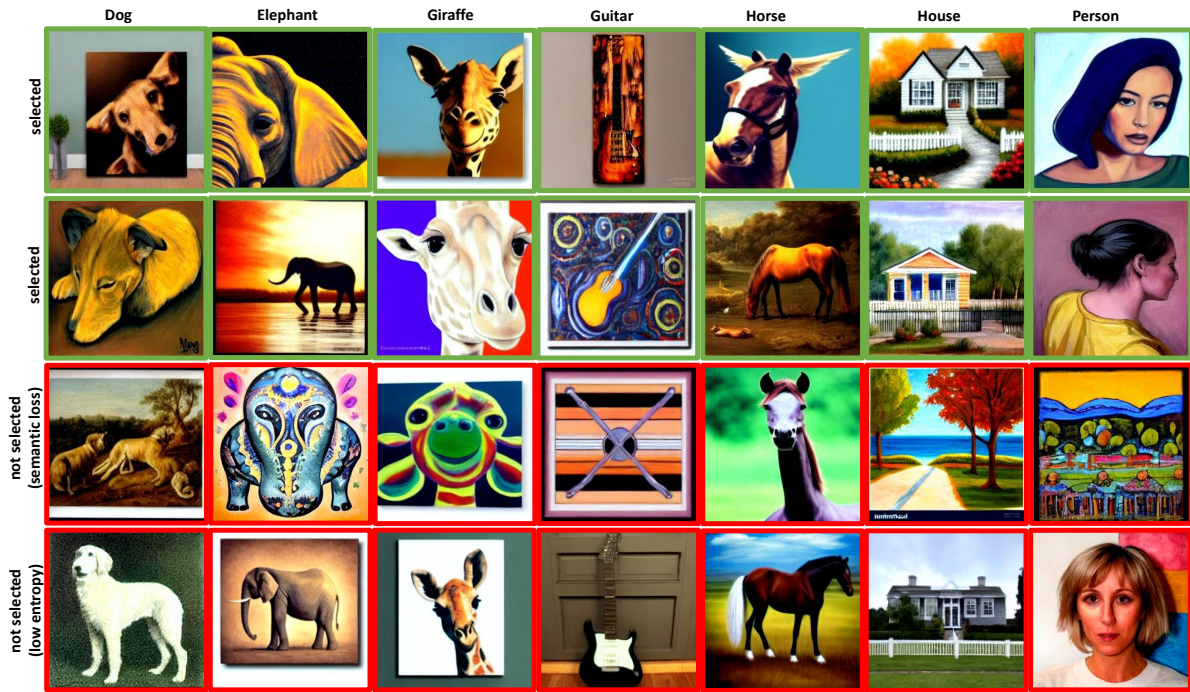 Dog Elephant Giraffe Guitar Horse House Person
selected
selected
not selected
(semantic loss)
not selected
(low entropy)